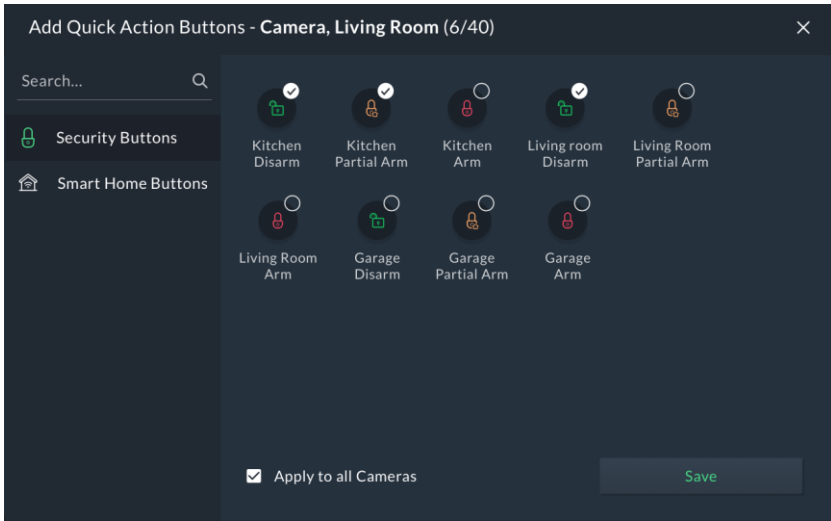 Add Quick Action Buttons - Camera, Living Room (6/40)
Search...
Security Buttons
Smart Home Buttons
Kitchen
Disarm
Kitchen
Partial Arm
Kitchen
Arm
Living room
Disarm
Living Room
Partial Arm
Living Room
Arm
Garage
Disarm
Garage
Partial Arm
Garage
Arm
Apply to all Cameras
Save